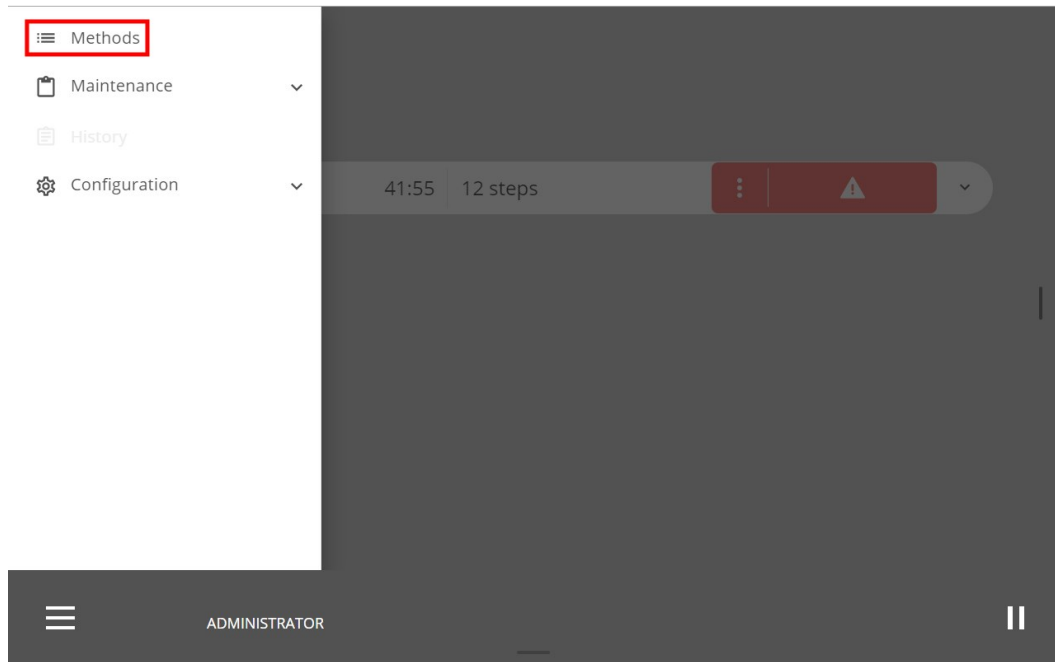 Methods
Maintenance
History
Configuration
41:55 12 steps
ADMINISTRATOR